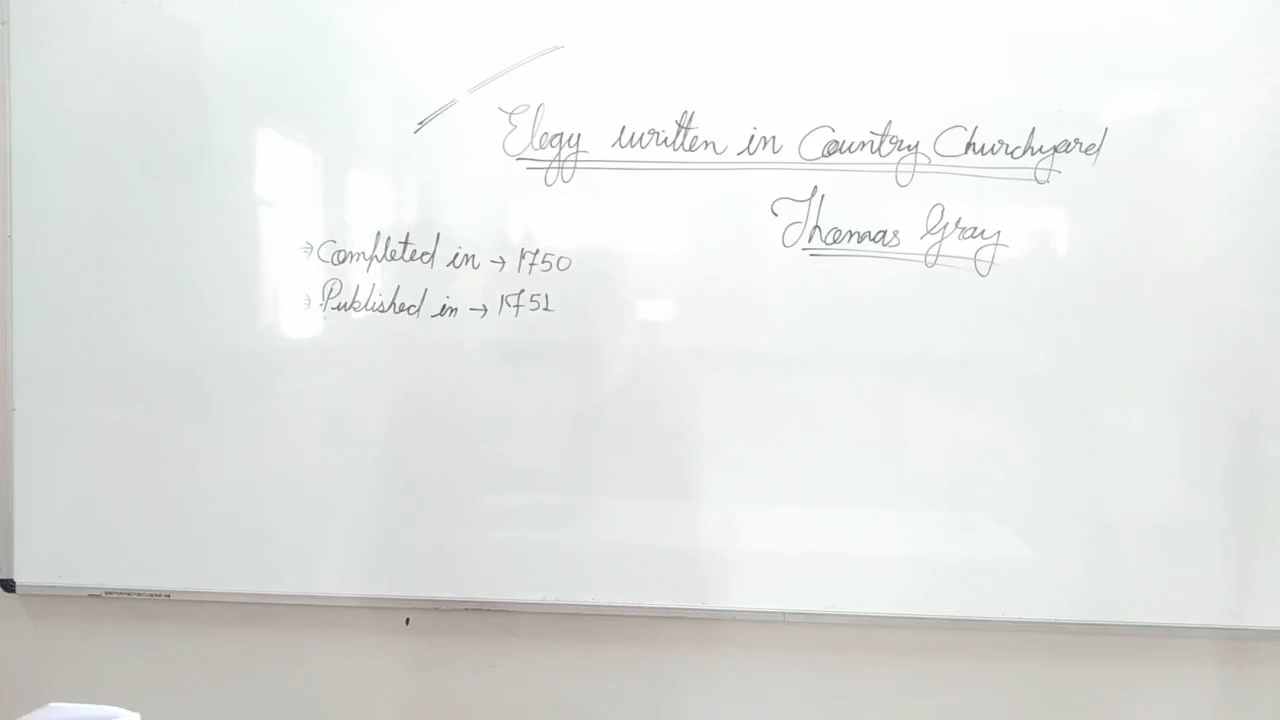 Elegy written in Country Churchyard
Thomas Gray
→ Completed in → 1750
→ Published in → 1751